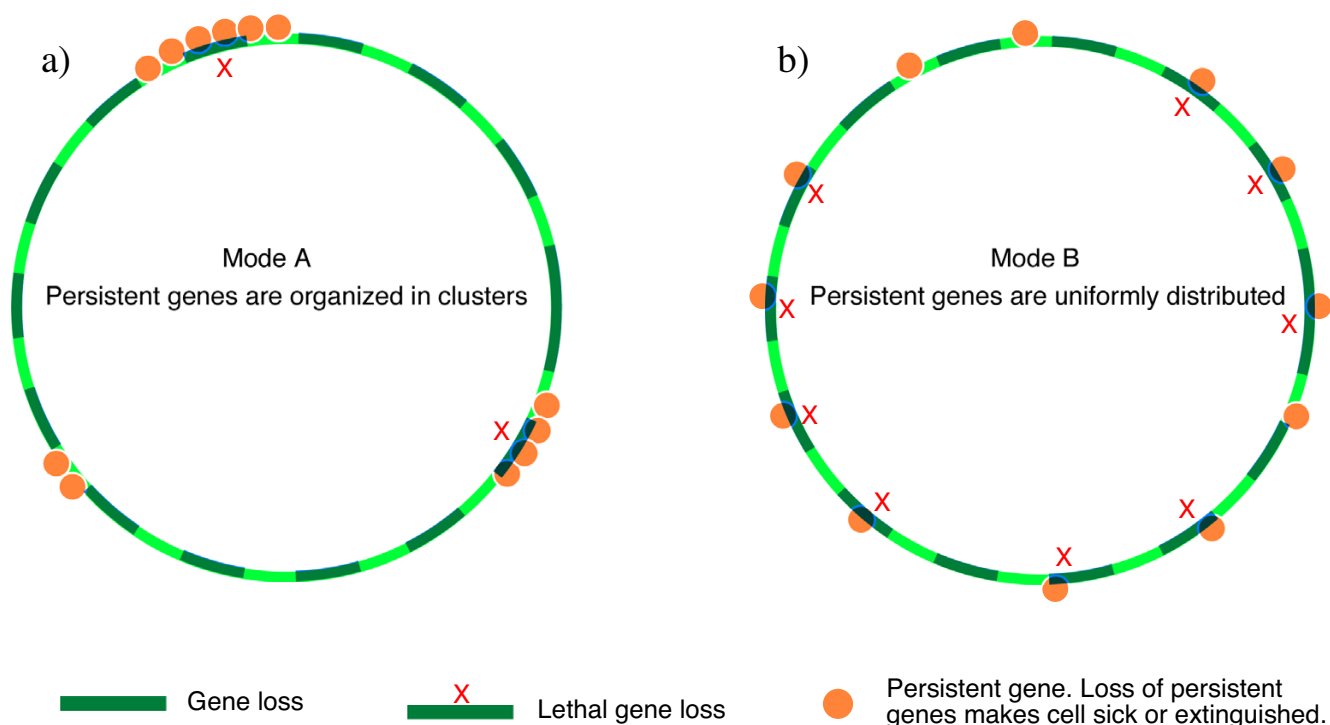 a)
X
Mode A
Persistent genes are organized in clusters
X
b)
X
X
X
Mode B
Persistent genes are uniformly distributed
X
X
X
X
X
X
Gene loss
X
Lethal gene loss
Persistent gene. Loss of persistent
genes makes cell sick or extinguished.